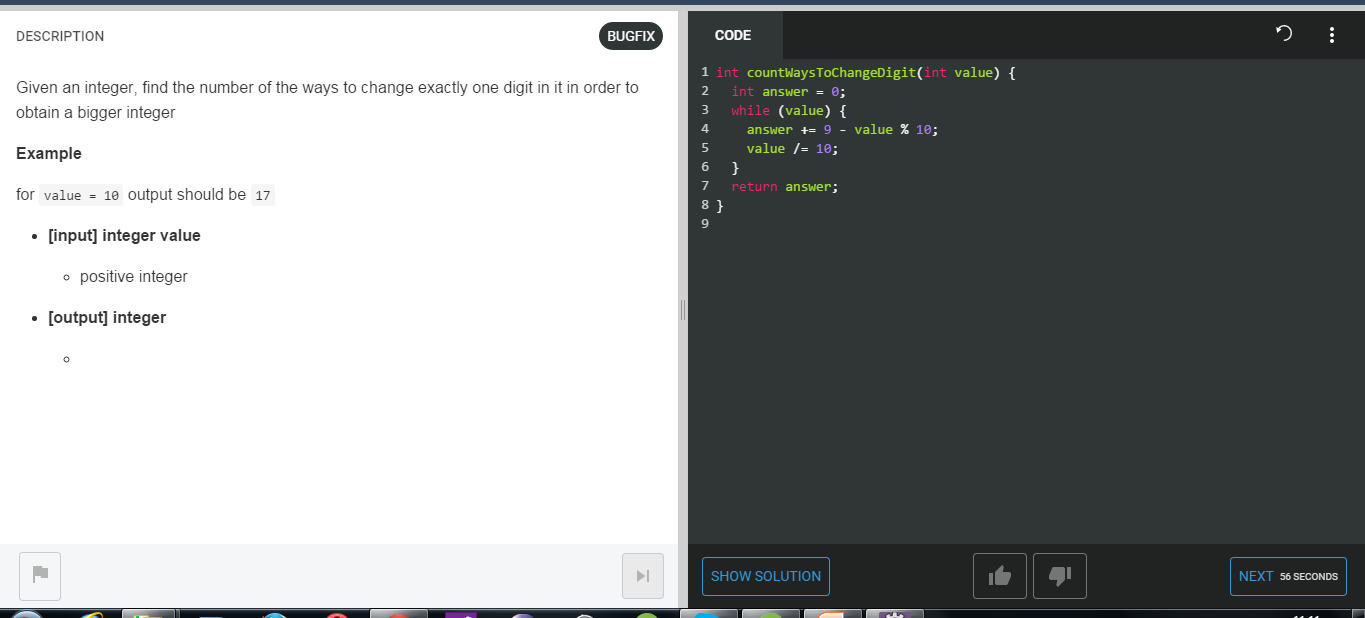 DESCRIPTION
BUGFIX
Given an integer, find the number of the ways to change exactly one digit in it in order to
obtain a bigger integer
Example
for value = 10 output should be 17
[input] integer value
positive integer
[output] integer
CODE
1 int countWaysToChangeDigit(int value) {
2 int answer = 0;
3 while (value) {
4 answer += 9 - value % 10;
5 value /= 10;
6 }
7 return answer;
8 }
9
SHOW SOLUTION
NEXT 56 SECONDS